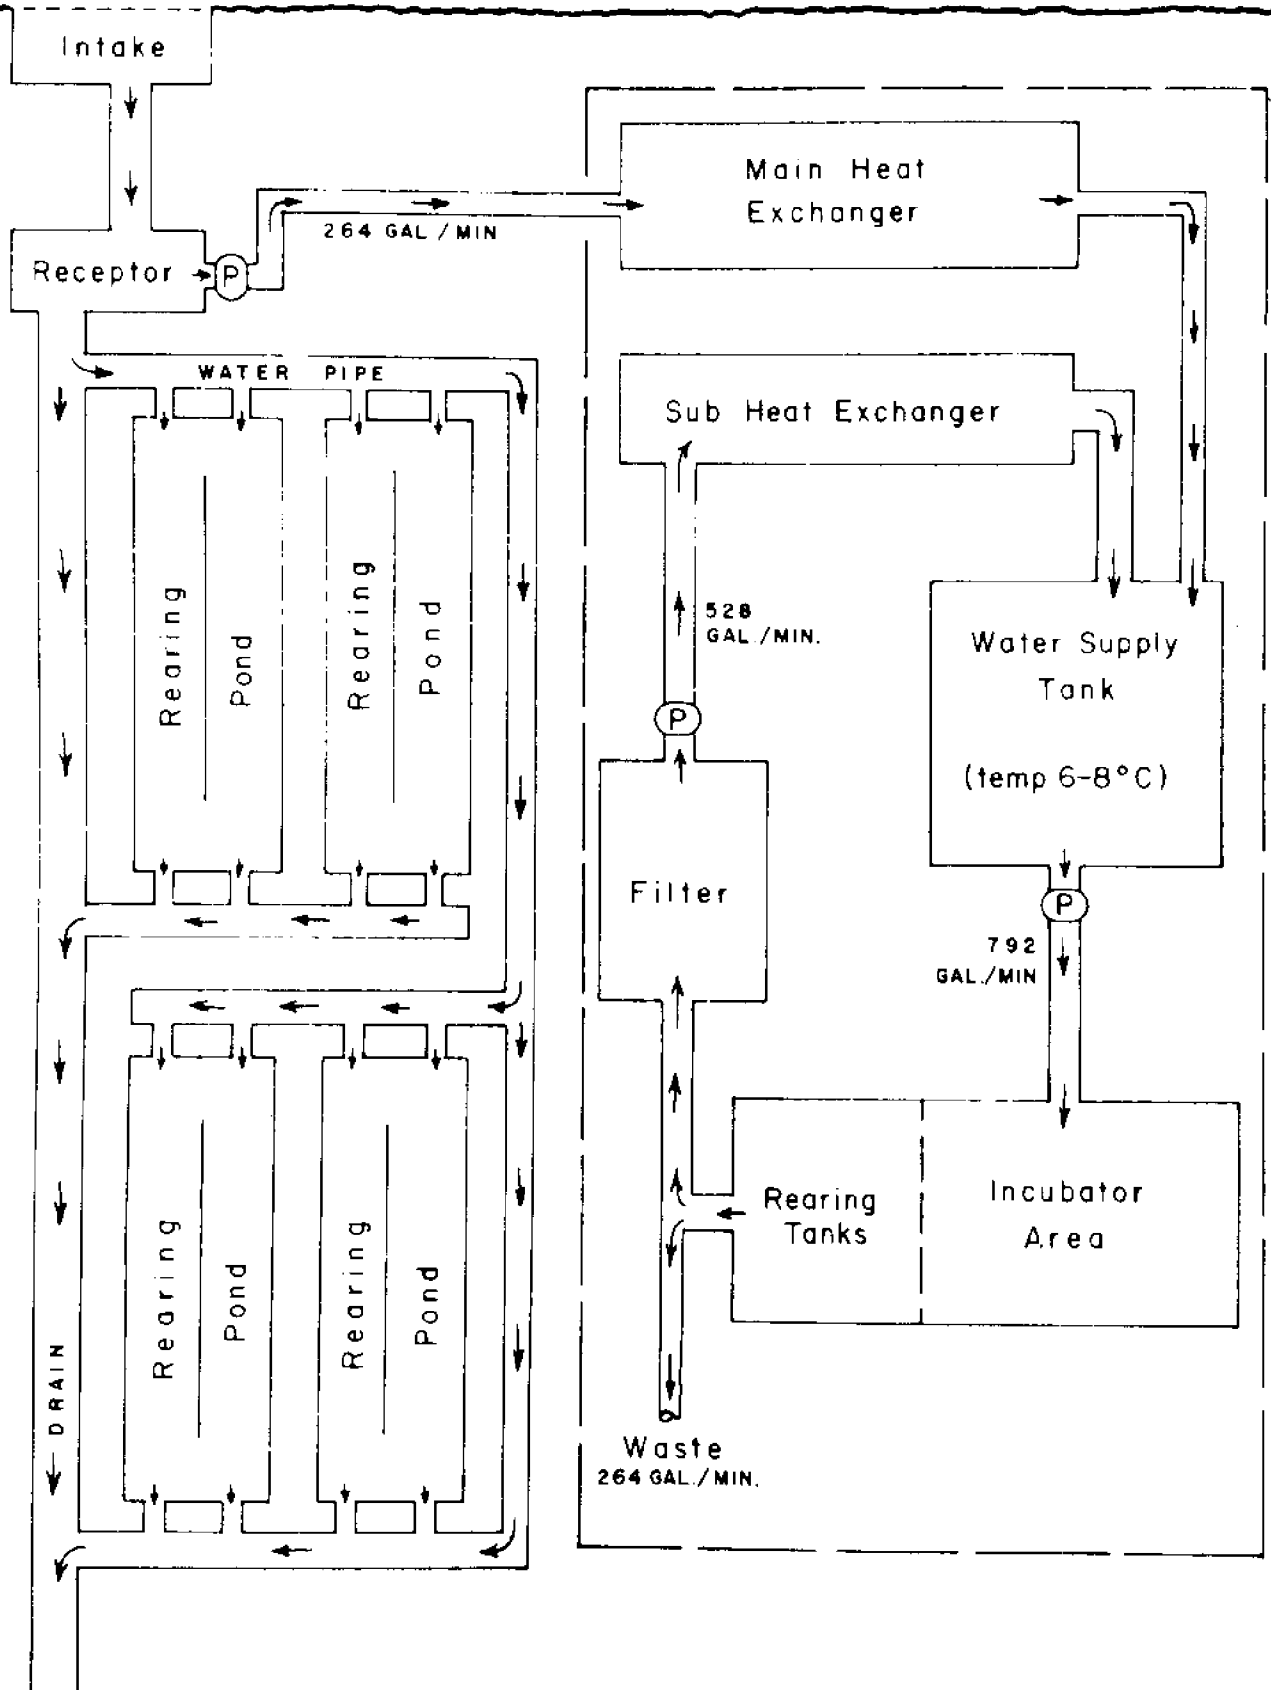 Intake
Main Heat
Exchanger
264 GAL / MIN
Receptor
P
WATER PIPE
Sub Heat Exchanger
Rearing
Pond
Rearing
Pond
528
GAL./MIN.
P
Water Supply
Tank
(temp 6-8°C)
Filter
P
792
GAL./MIN
Rearing
Tanks
Incubator
Area
Rearing
Pond
Rearing
Pond
DRAIN
Waste
264 GAL./MIN.